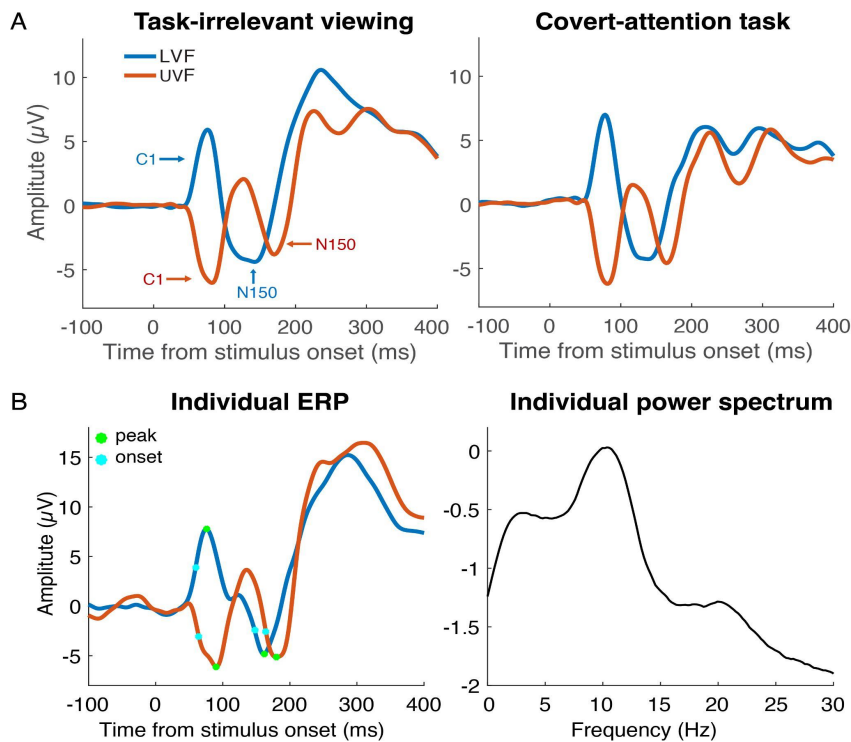 A
Task-irrelevant viewing
Covert-attention task
LVF
UVF
Amplitude (µV)
10
5
0
-5
C1
C1
N150
N150
-100 0 100 200 300 400
Time from stimulus onset (ms)
10
5
0
-5
-100 0 100 200 300 400
Time from stimulus onset (ms)
B
Individual ERP
Individual power spectrum
peak
onset
Amplitude (µV)
15
10
5
0
-5
-100 0 100 200 300 400
Time from stimulus onset (ms)
0
-0.5
-1
-1.5
-2
0 5 10 15 20 25 30
Frequency (Hz)